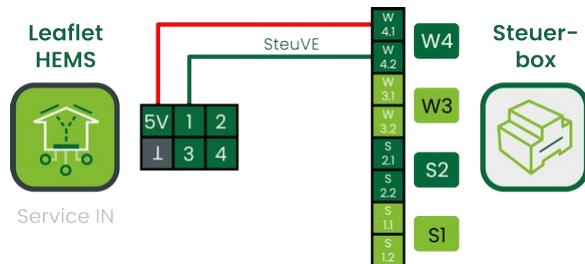 Leaflet
HEMS
Service IN
5V 1 2
⊥ 3 4
SteuVE
W
4.1
W
4.2
W
3.1
W
3.2
S
2.1
S
2.2
S
1.1
S
1.2
W4
W3
S2
S1
Steuer-
box